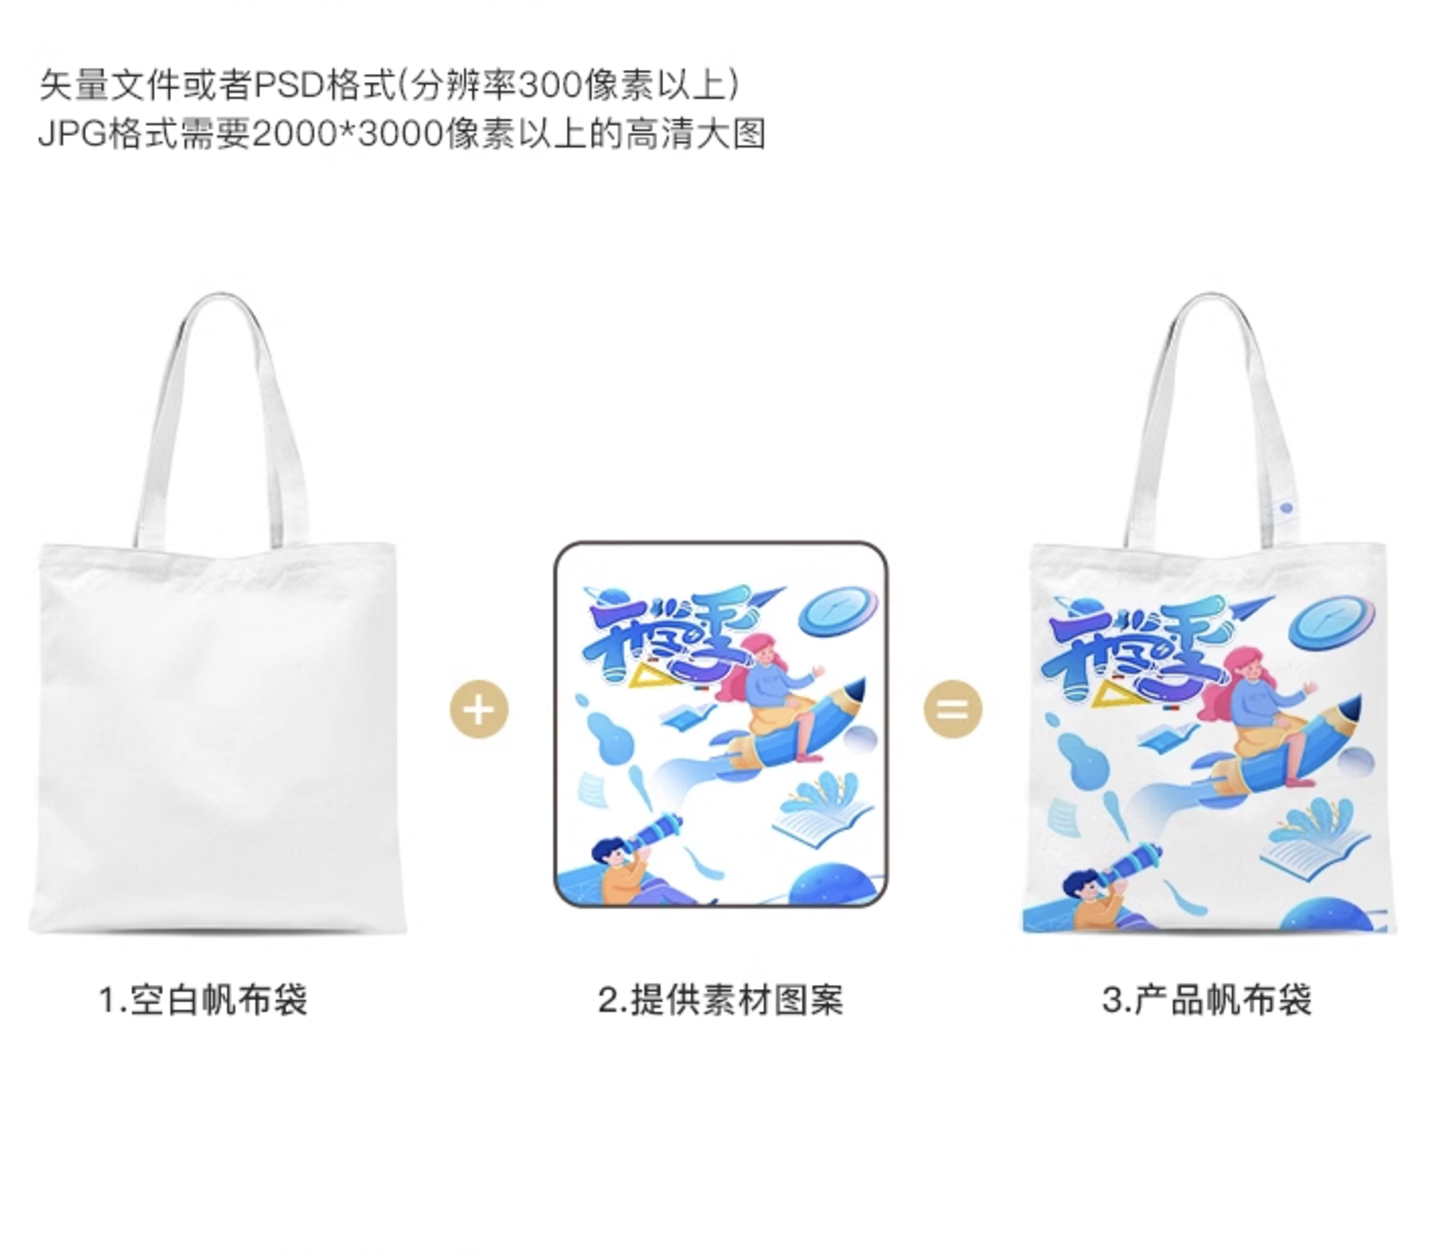 矢量文件或者PSD格式(分辨率300像素以上)
JPG格式需要2000*3000像素以上的高清大图
开学季
开学季
1.空白帆布袋
2.提供素材图案
3.产品帆布袋